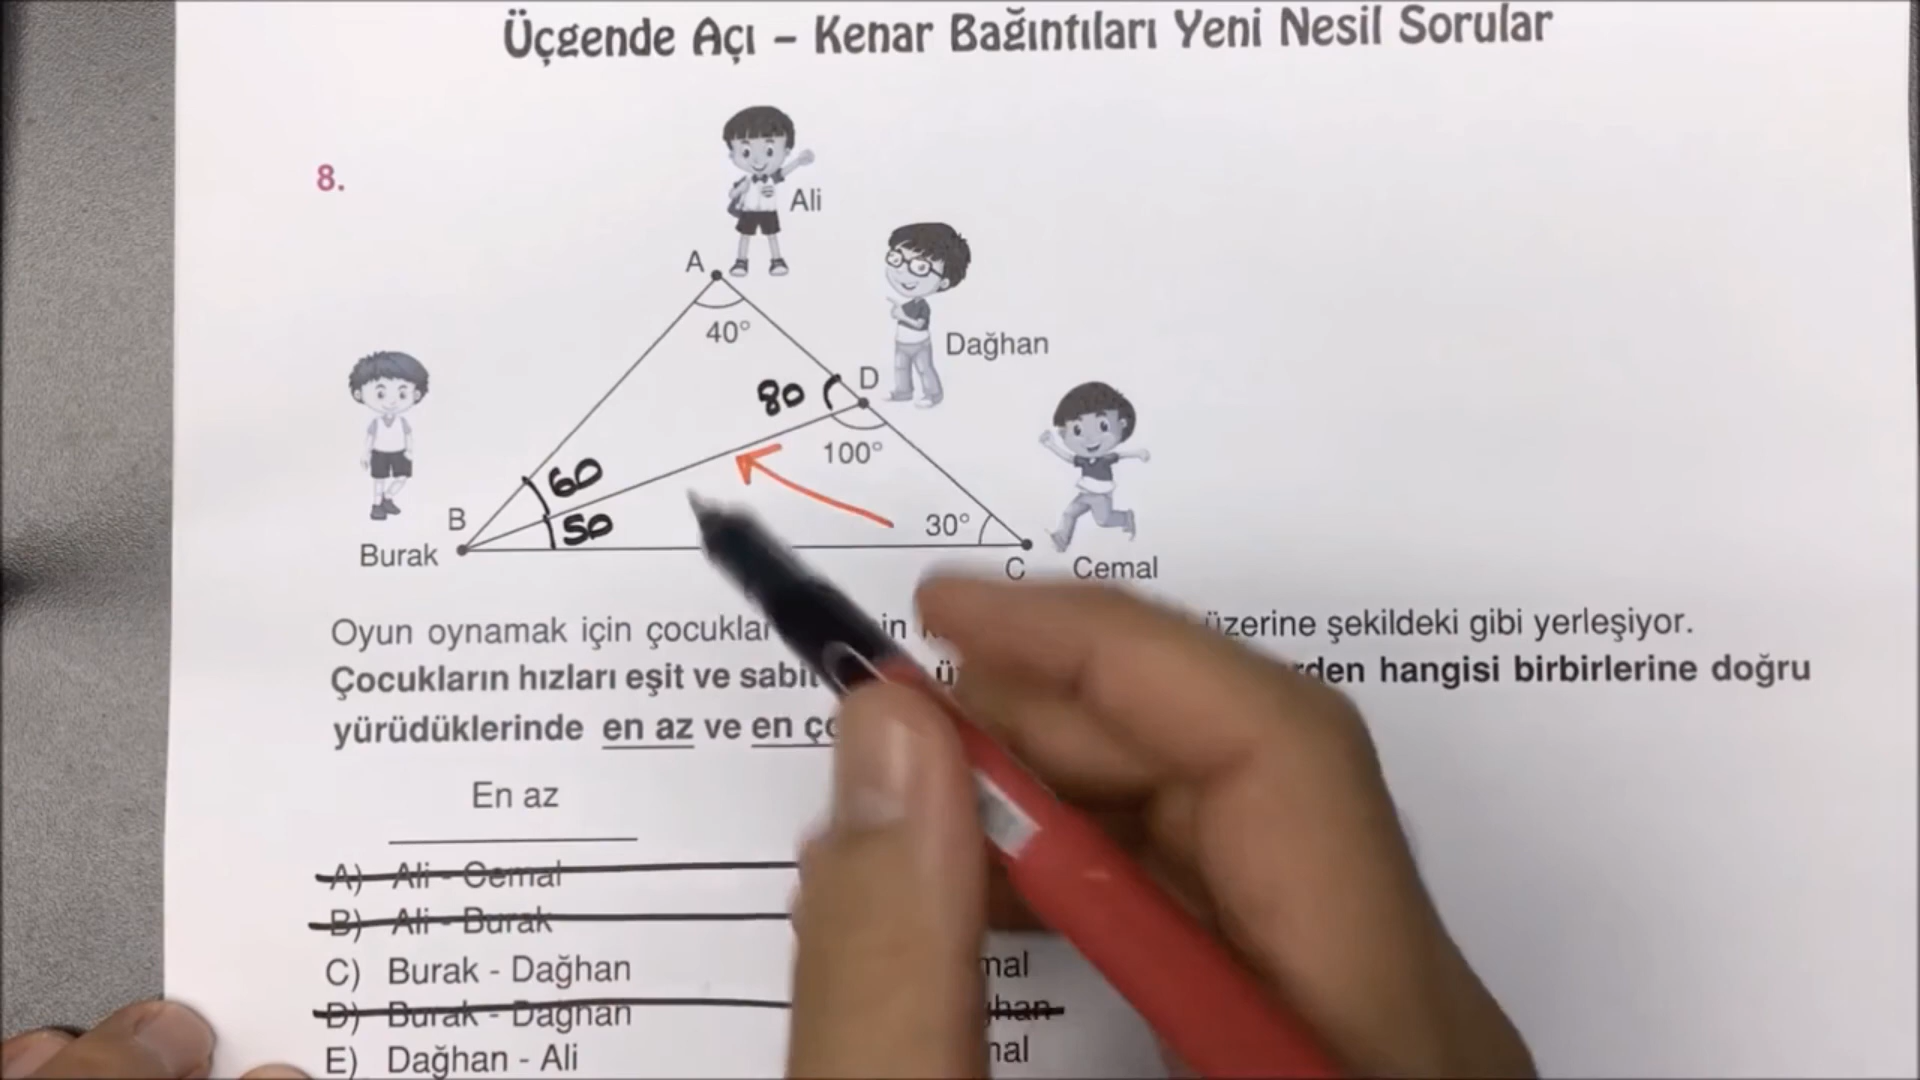 Üçgende Açı – Kenar Bağıntıları Yeni Nesil Sorular
8.
Ali
A
40°
Dağhan
D
80
100°
60
50
30°
B
Burak
C
Cemal
Oyun oynamak için çocuklar üzerine şekildeki gibi yerleşiyor.
Çocukların hızları eşit ve sabit hangisi birbirlerine doğru
yürüdüklerinde en az ve en
En az
A) Ali - Cemal
B) Ali - Burak
C) Burak - Dağhan
D) Burak - Dağhan
E) Dağhan - Ali